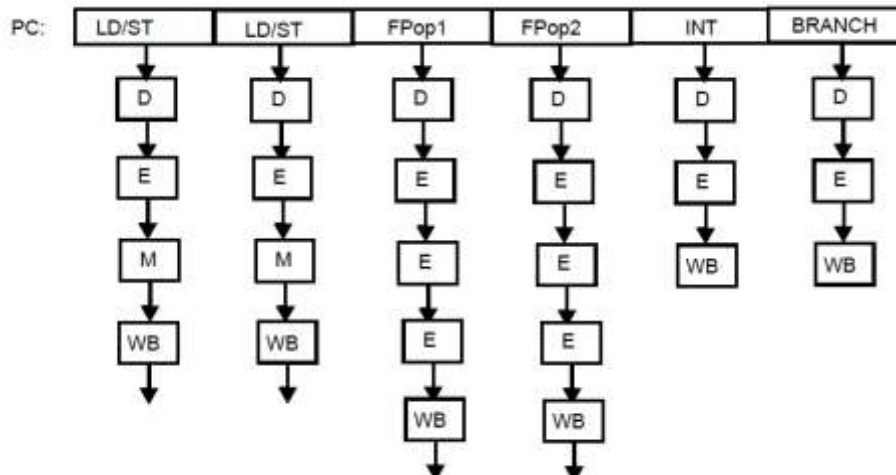 PC: LD/ST LD/ST FPop1 FPop2 INT BRANCH
D D D D D D
E E E E E E
M M E E WB WB
WB WB E E
WB WB